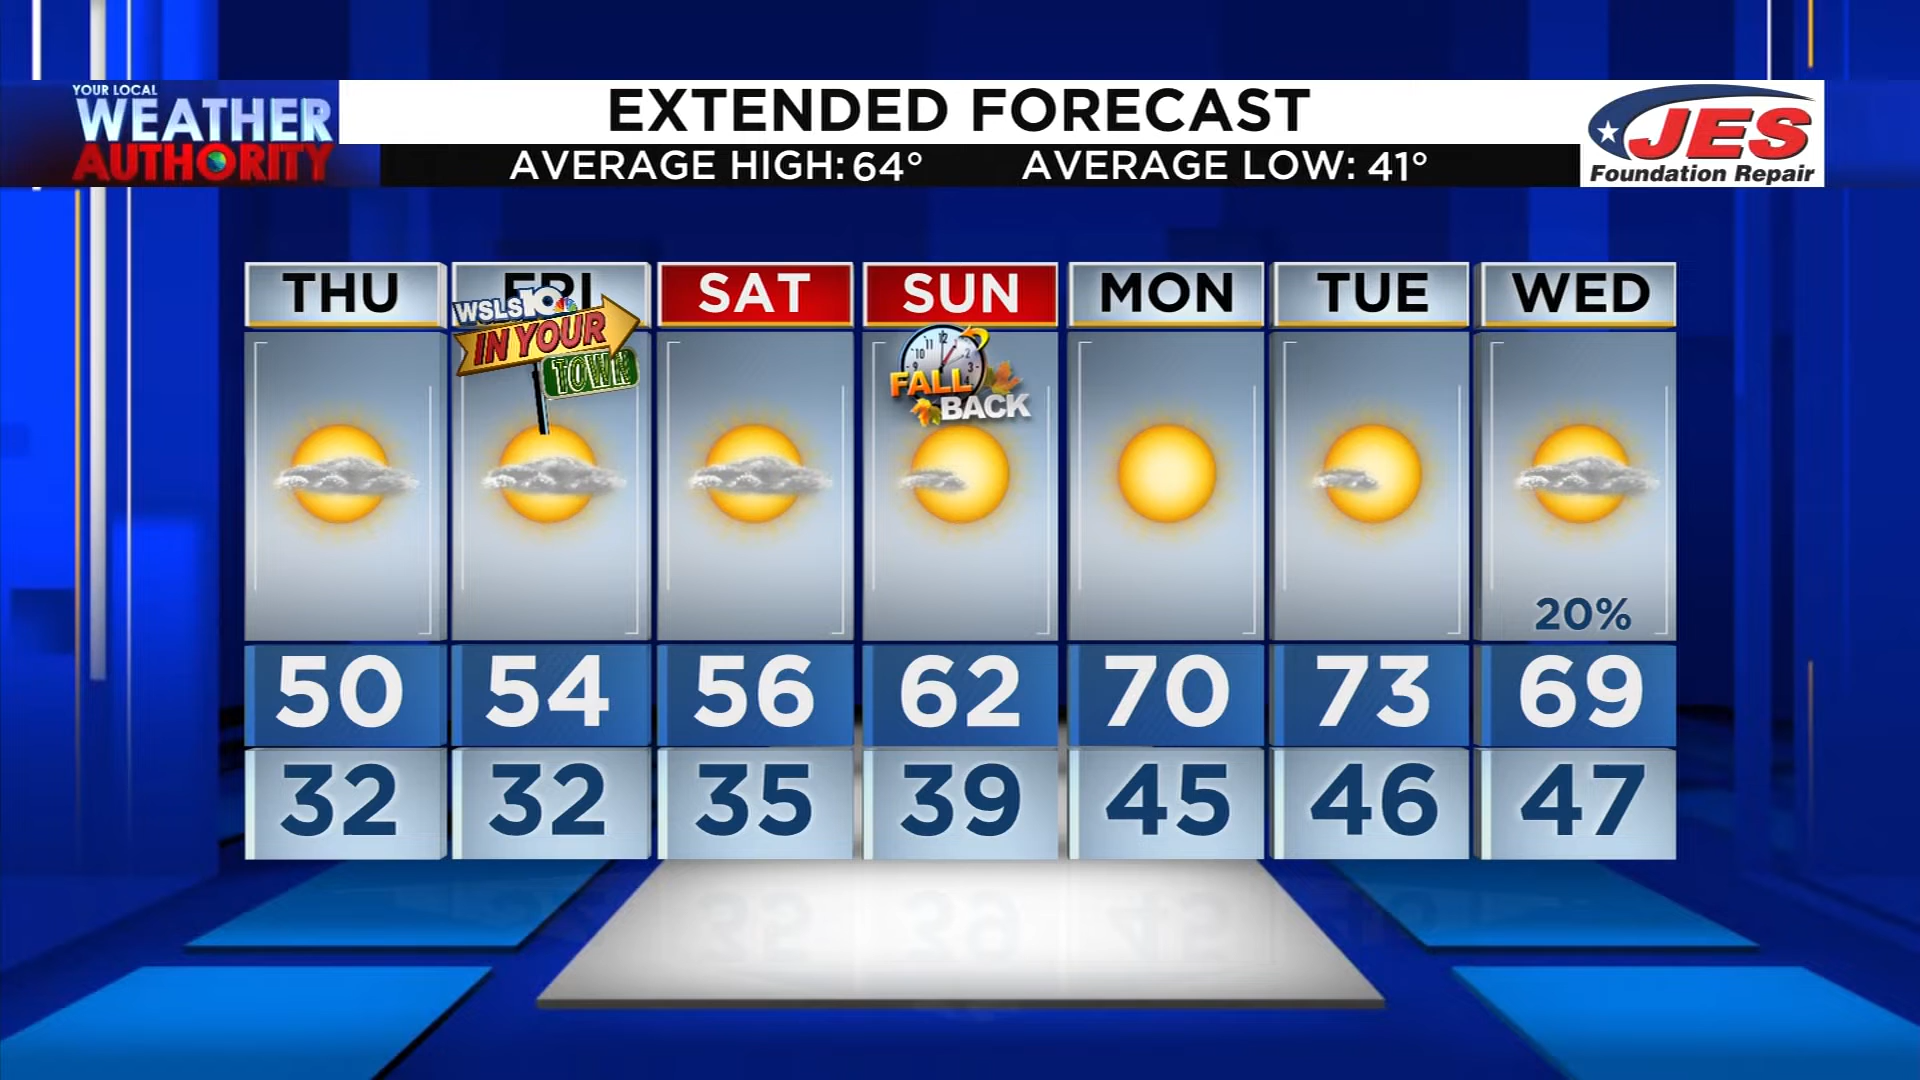 YOUR LOCAL
WEATHER
AUTHORITY
EXTENDED FORECAST
AVERAGE HIGH: 64° AVERAGE LOW: 41°
JES
Foundation Repair
THU FRI SAT SUN MON TUE WED
WSLS 10
IN YOUR
TOWN
FALL
BACK
20%
50 54 56 62 70 73 69
32 32 35 39 45 46 47